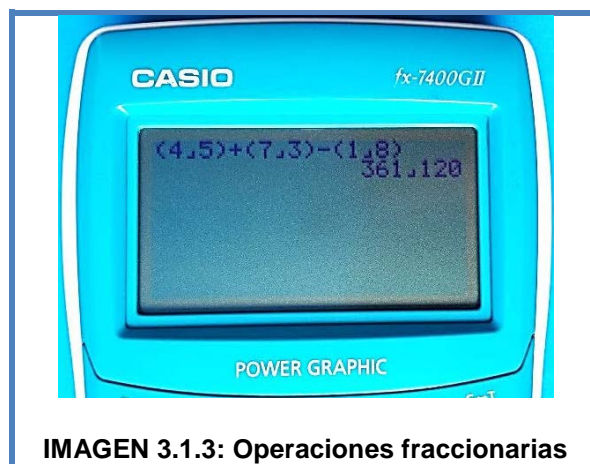 CASIO fx-7400GII
(4⌟5)+(7⌟3)-(1⌟8)
361⌟120
POWER GRAPHIC
IMAGEN 3.1.3: Operaciones fraccionarias